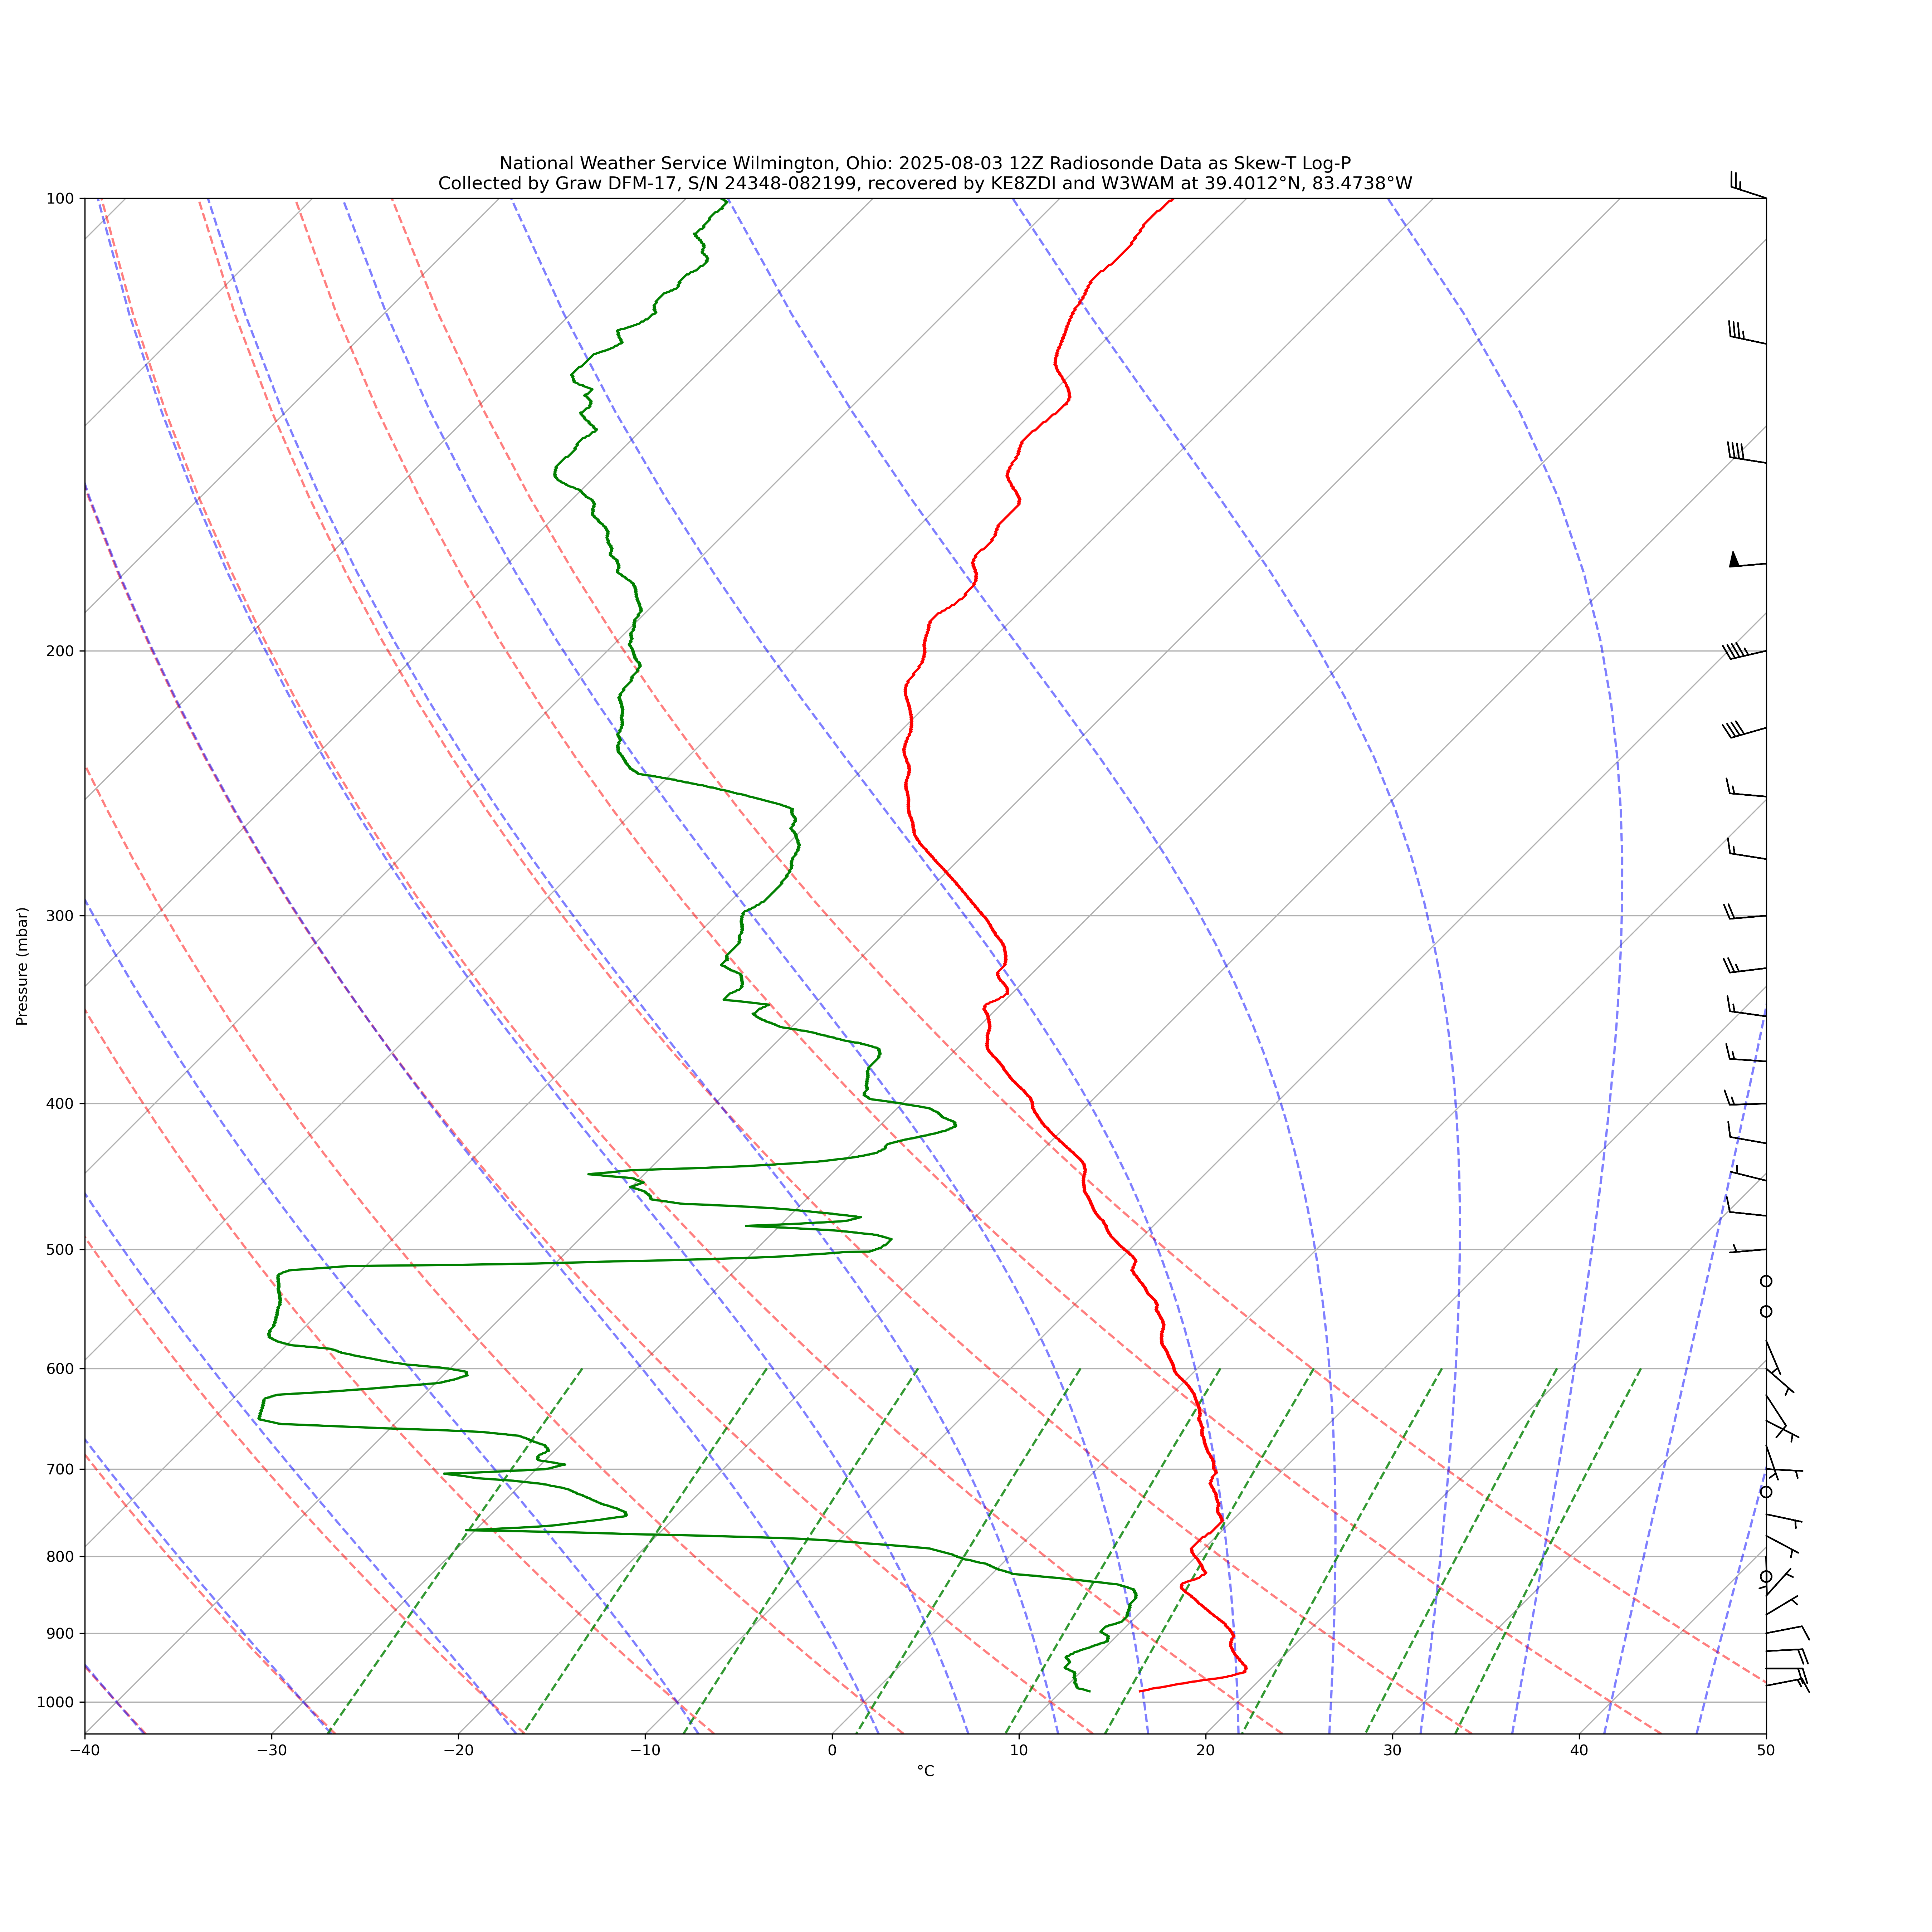 National Weather Service Wilmington, Ohio: 2025-08-03 12Z Radiosonde Data as Skew-T Log-P
Collected by Graw DFM-17, S/N 24348-082199, recovered by KE8ZDI and W3WAM at 39.4012°N, 83.4738°W
100
200
300
400
500
600
700
800
900
1000
Pressure (mbar)
−40 −30 −20 −10 0 10 20 30 40 50
°C